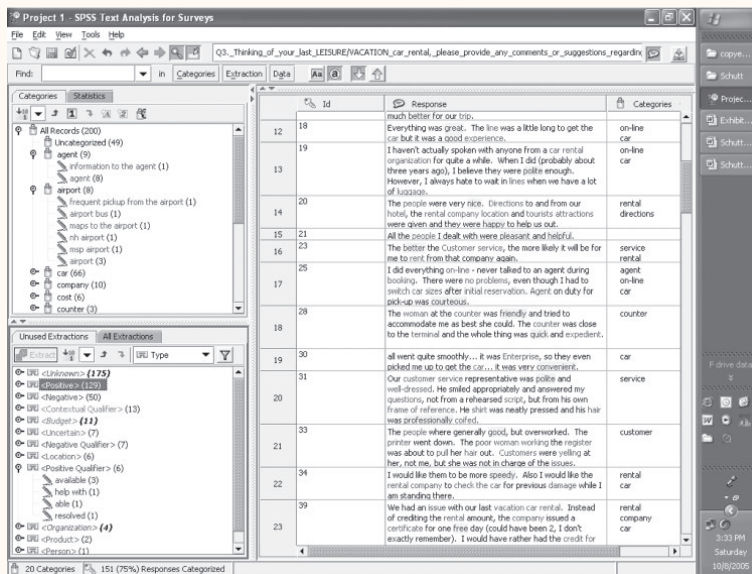 Project 1 - SPSS Text Analysis for Surveys
File Edit View Tools Help
Q3._Thinking_of_your_last_LEISURE/VACATION_car_rental,_please_provide_any_comments_or_suggestions_regardin
Find: in Categories Extraction Data Aa a
Categories Statistics
All Records (200)
Uncategorized (49)
agent (9)
information to the agent (1)
agent (8)
airport (8)
frequent pickup from the airport (1)
airport bus (1)
maps to the airport (1)
nh airport (1)
msp airport (1)
airport (3)
car (66)
company (10)
cost (6)
counter (3)
Unused Extractions All Extractions
Extract Type
<Unknown> (175)
<Positive> (129)
<Negative> (50)
<Contextual Qualifier> (13)
<Budget> (11)
<Uncertain> (7)
<Negative Qualifier> (7)
<Location> (6)
<Positive Qualifier> (6)
available (3)
help with (1)
able (1)
resolved (1)
<Organization> (4)
<Product> (2)
<Person> (1)
Id Response Categories
much better for our trip.
12 18 Everything was great. The line was a little long to get the on-line
car but it was a good experience. car
19 I haven't actually spoken with anyone from a car rental on-line
organization for quite a while. When I did (probably about car
13 three years ago), I believe they were polite enough.
However, I always hate to wait in lines when we have a lot
of luggage.
20 The people were very nice. Directions to and from our rental
14 hotel, the rental company location and tourists attractions directions
were given and they were happy to help us out.
15 21 All the people I dealt with were pleasant and helpful.
16 23 The better the Customer service, the more likely it will be for service
me to rent from that company again. rental
25 I did everything on-line - never talked to an agent during agent
17 booking. There were no problems, even though I had to on-line
switch car sizes after initial reservation. Agent on duty for car
pick-up was courteous.
28 The woman at the counter was friendly and tried to counter
18 accommodate me as best she could. The counter was close
to the terminal and the whole thing was quick and expedient.
19 30 all went quite smoothly... it was Enterprise, so they even car
picked me up to get the car... it was very convenient.
31 Our customer service representative was polite and service
well-dressed. He smiled appropriately and answered my
20 questions, not from a rehearsed script, but from his own
frame of reference. He shirt was neatly pressed and his hair
was professionally coifed.
33 The people where generally good, but overworked. The customer
21 printer went down. The poor woman working the register
was about to pull her hair out. Customers were yelling at
her, not me, but she was not in charge of the issues.
34 I would like them to be more speedy. Also I would like the rental
22 rental company to check the car for previous damage while I car
am standing there.
39 We had an issue with our last vacation car rental. Instead rental
23 of crediting the rental amount, the company issued a company
certificate for one free day (could have been 2, I don't car
exactly remember). I would have rather had the credit for
20 Categories 151 (75%) Responses Categorized
copye...
Schutt
Projec...
Exhibit...
Schutt...
Schutt...
F drive data
3:33 PM
Saturday
10/8/2005